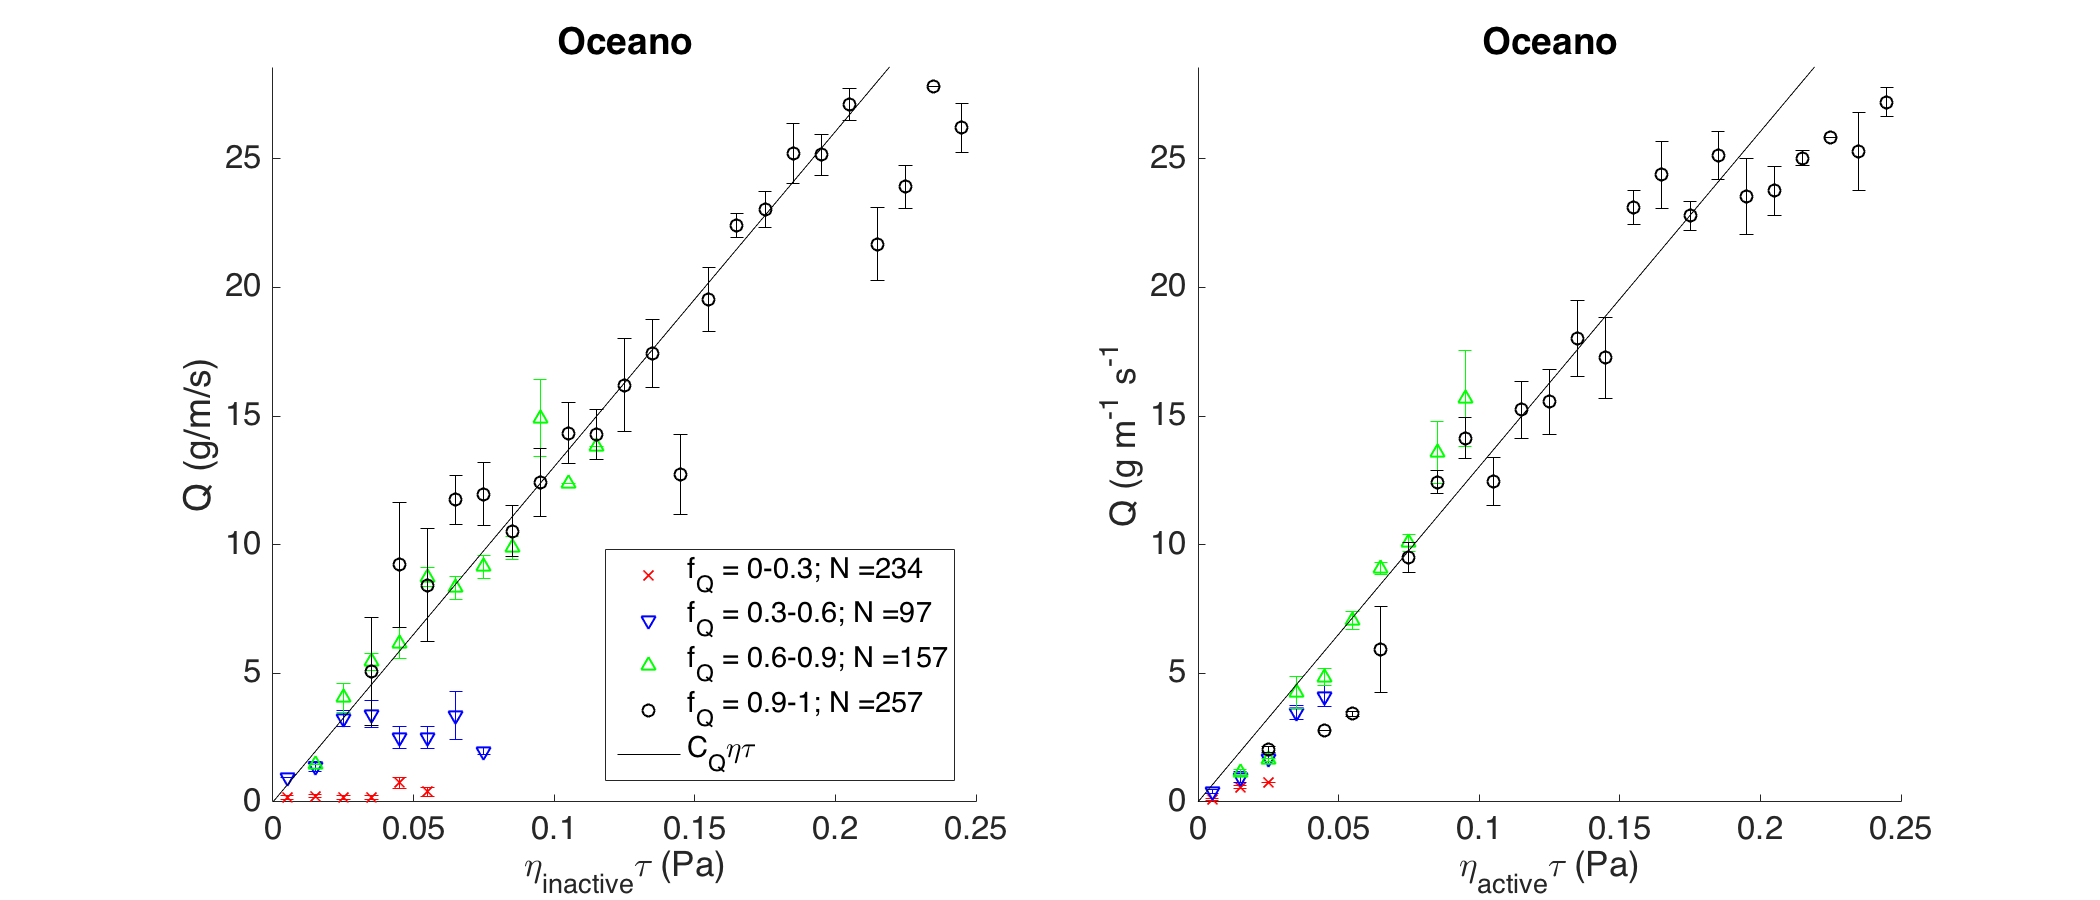 Oceano
Q (g/m/s)
25
20
15
10
5
0
0 0.05 0.1 0.15 0.2 0.25
η_inactive τ (Pa)
f_Q = 0-0.3; N =234
f_Q = 0.3-0.6; N =97
f_Q = 0.6-0.9; N =157
f_Q = 0.9-1; N =257
C_Q ητ
Oceano
Q (g m^-1 s^-1
25
20
15
10
5
0
0 0.05 0.1 0.15 0.2 0.25
η_active τ (Pa)